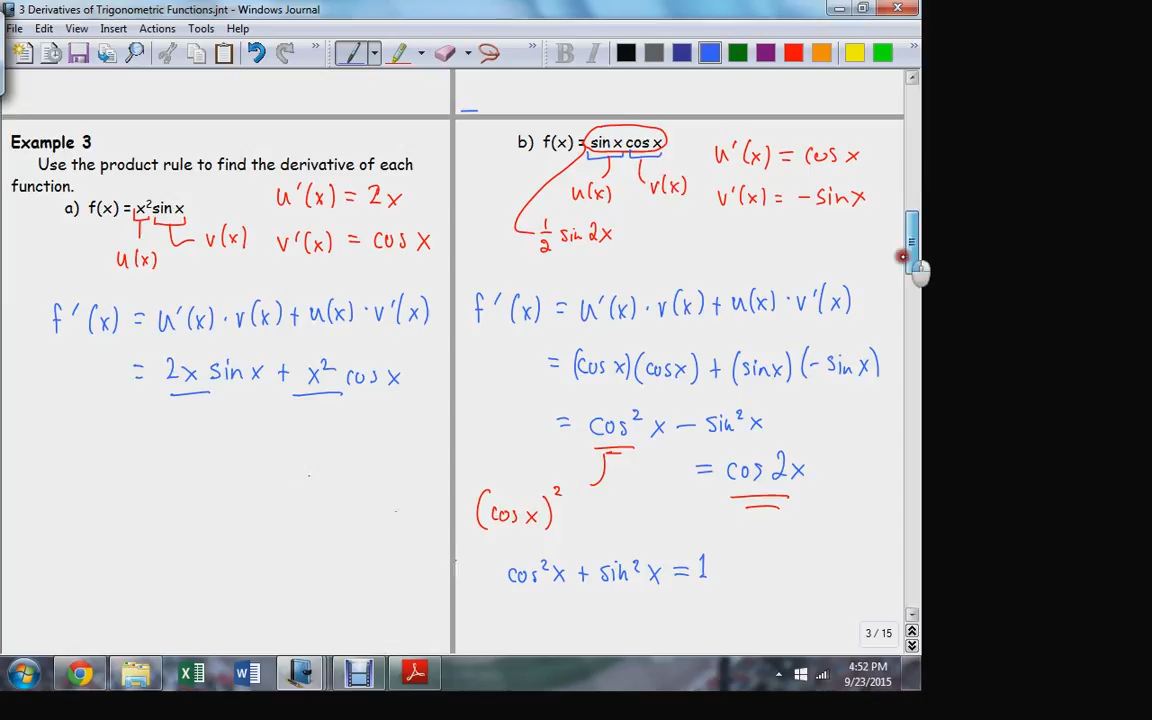 3 Derivatives of Trigonometric Functions.jnt - Windows Journal
File Edit View Insert Actions Tools Help
Example 3
Use the product rule to find the derivative of each
function.
a) f(x) = x²sin x
u(x)
v(x)
u'(x) = 2x
v'(x) = cos x
f'(x) = u'(x) · v(x) + u(x) · v'(x)
= 2x sin x + x² cos x
b) f(x) = sin x cos x
u(x)
v(x)
u'(x) = cos x
v'(x) = - sin x
1/2 sin 2x
f'(x) = u'(x) · v(x) + u(x) · v'(x)
= (cos x)(cos x) + (sin x)(- sin x)
= cos² x - sin² x
= cos 2x
(cos x)²
cos² x + sin² x = 1
3 / 15
4:52 PM
9/23/2015